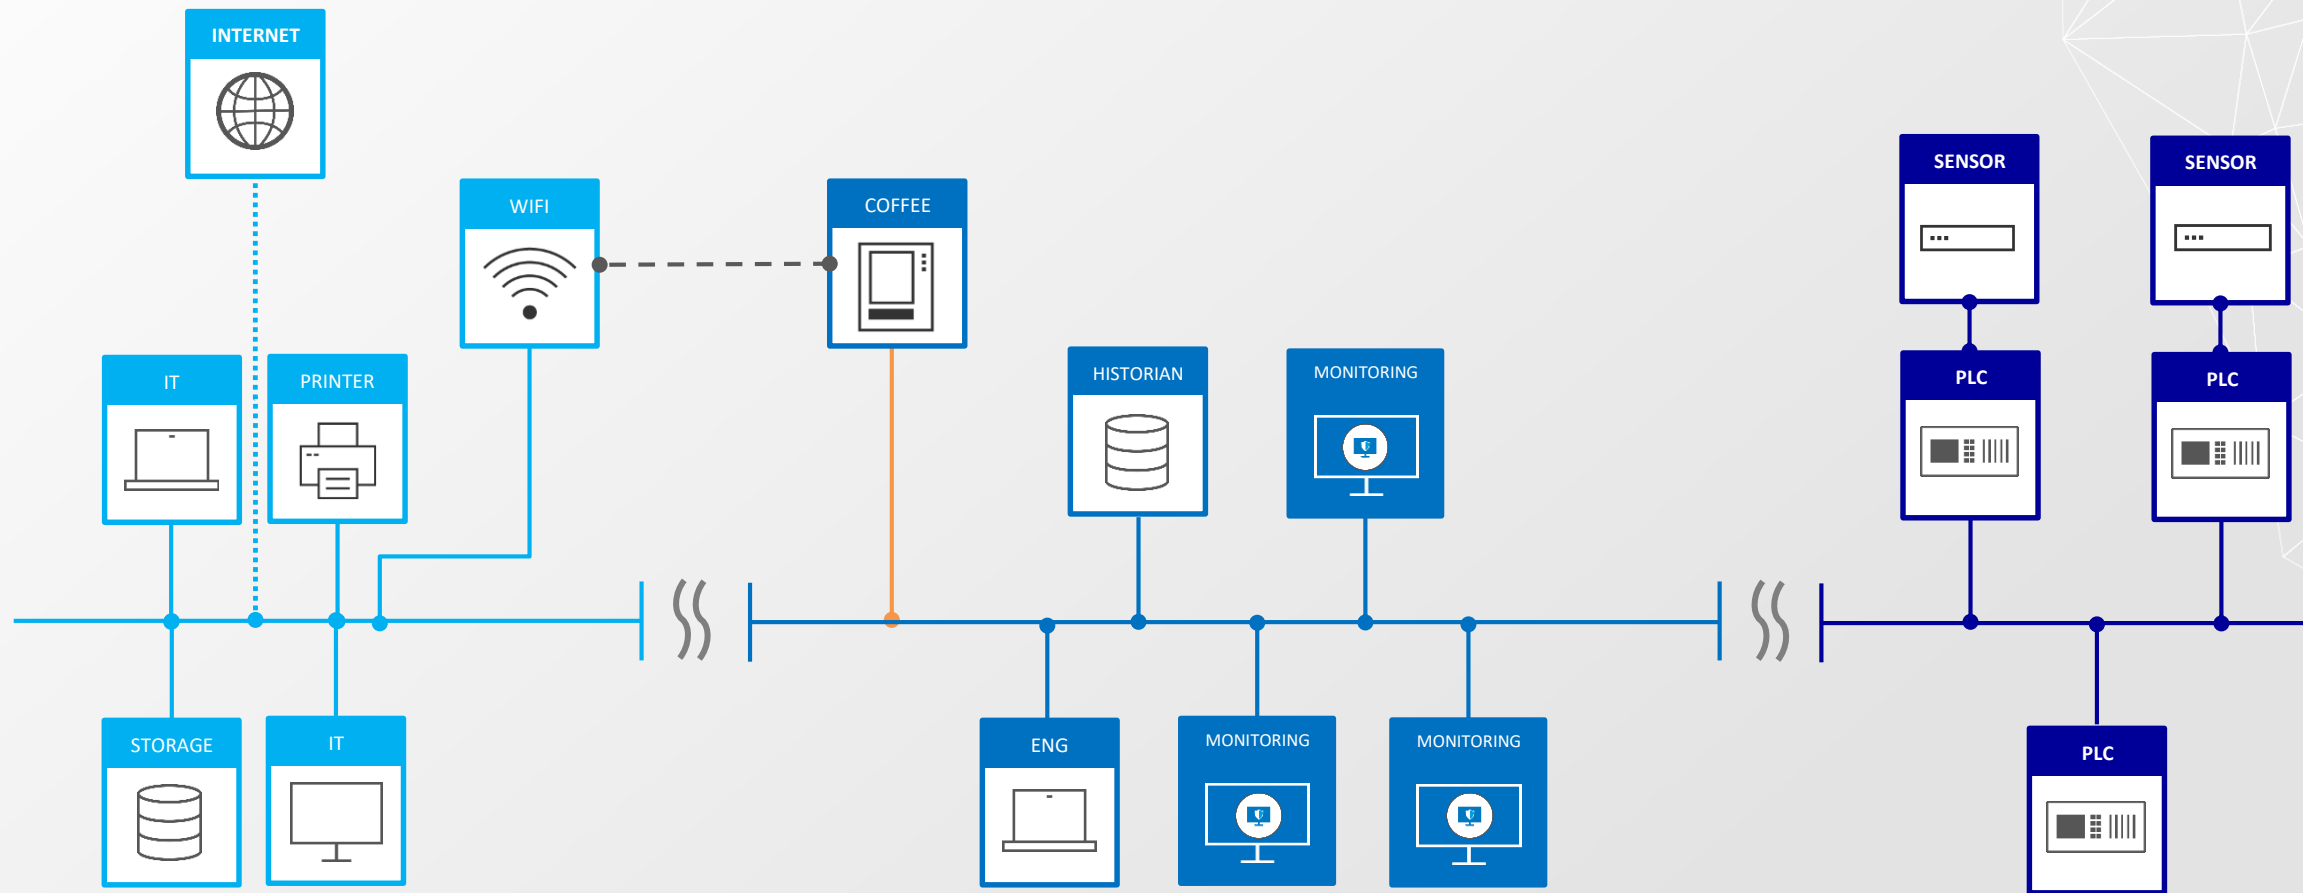 INTERNET
WIFI
COFFEE
SENSOR
SENSOR
IT
PRINTER
HISTORIAN
MONITORING
PLC
PLC
STORAGE
IT
ENG
MONITORING
MONITORING
PLC